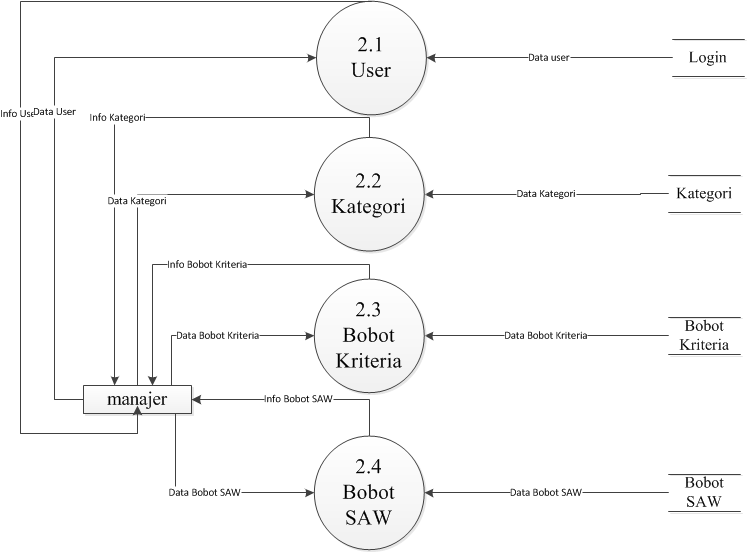 2.1
User
Data user
Login
Info Use
Data User
Info Kategori
2.2
Kategori
Data Kategori
Kategori
Data Kategori
Info Bobot Kriteria
2.3
Bobot
Kriteria
Data Bobot Kriteria
Data Bobot Kriteria
Bobot
Kriteria
manajer
Info Bobot SAW
2.4
Bobot
SAW
Data Bobot SAW
Data Bobot SAW
Bobot
SAW